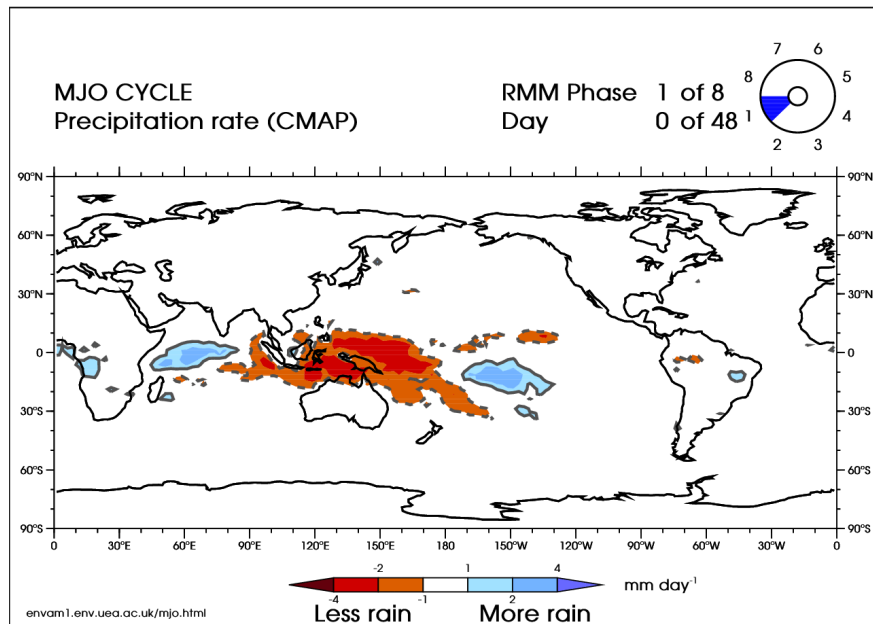 MJO CYCLE
Precipitation rate (CMAP)
RMM Phase 1 of 8
Day 0 of 48
7 6
8 5
1 4
2 3
90°N 90°N
60°N 60°N
30°N 30°N
0 0
30°S 30°S
60°S 60°S
90°S 90°S
0 30°E 60°E 90°E 120°E 150°E 180 150°W 120°W 90°W 60°W 30°W 0
-2 1 4
mm day-1
-4 -1 2
Less rain More rain
envam1.env.uea.ac.uk/mjo.html